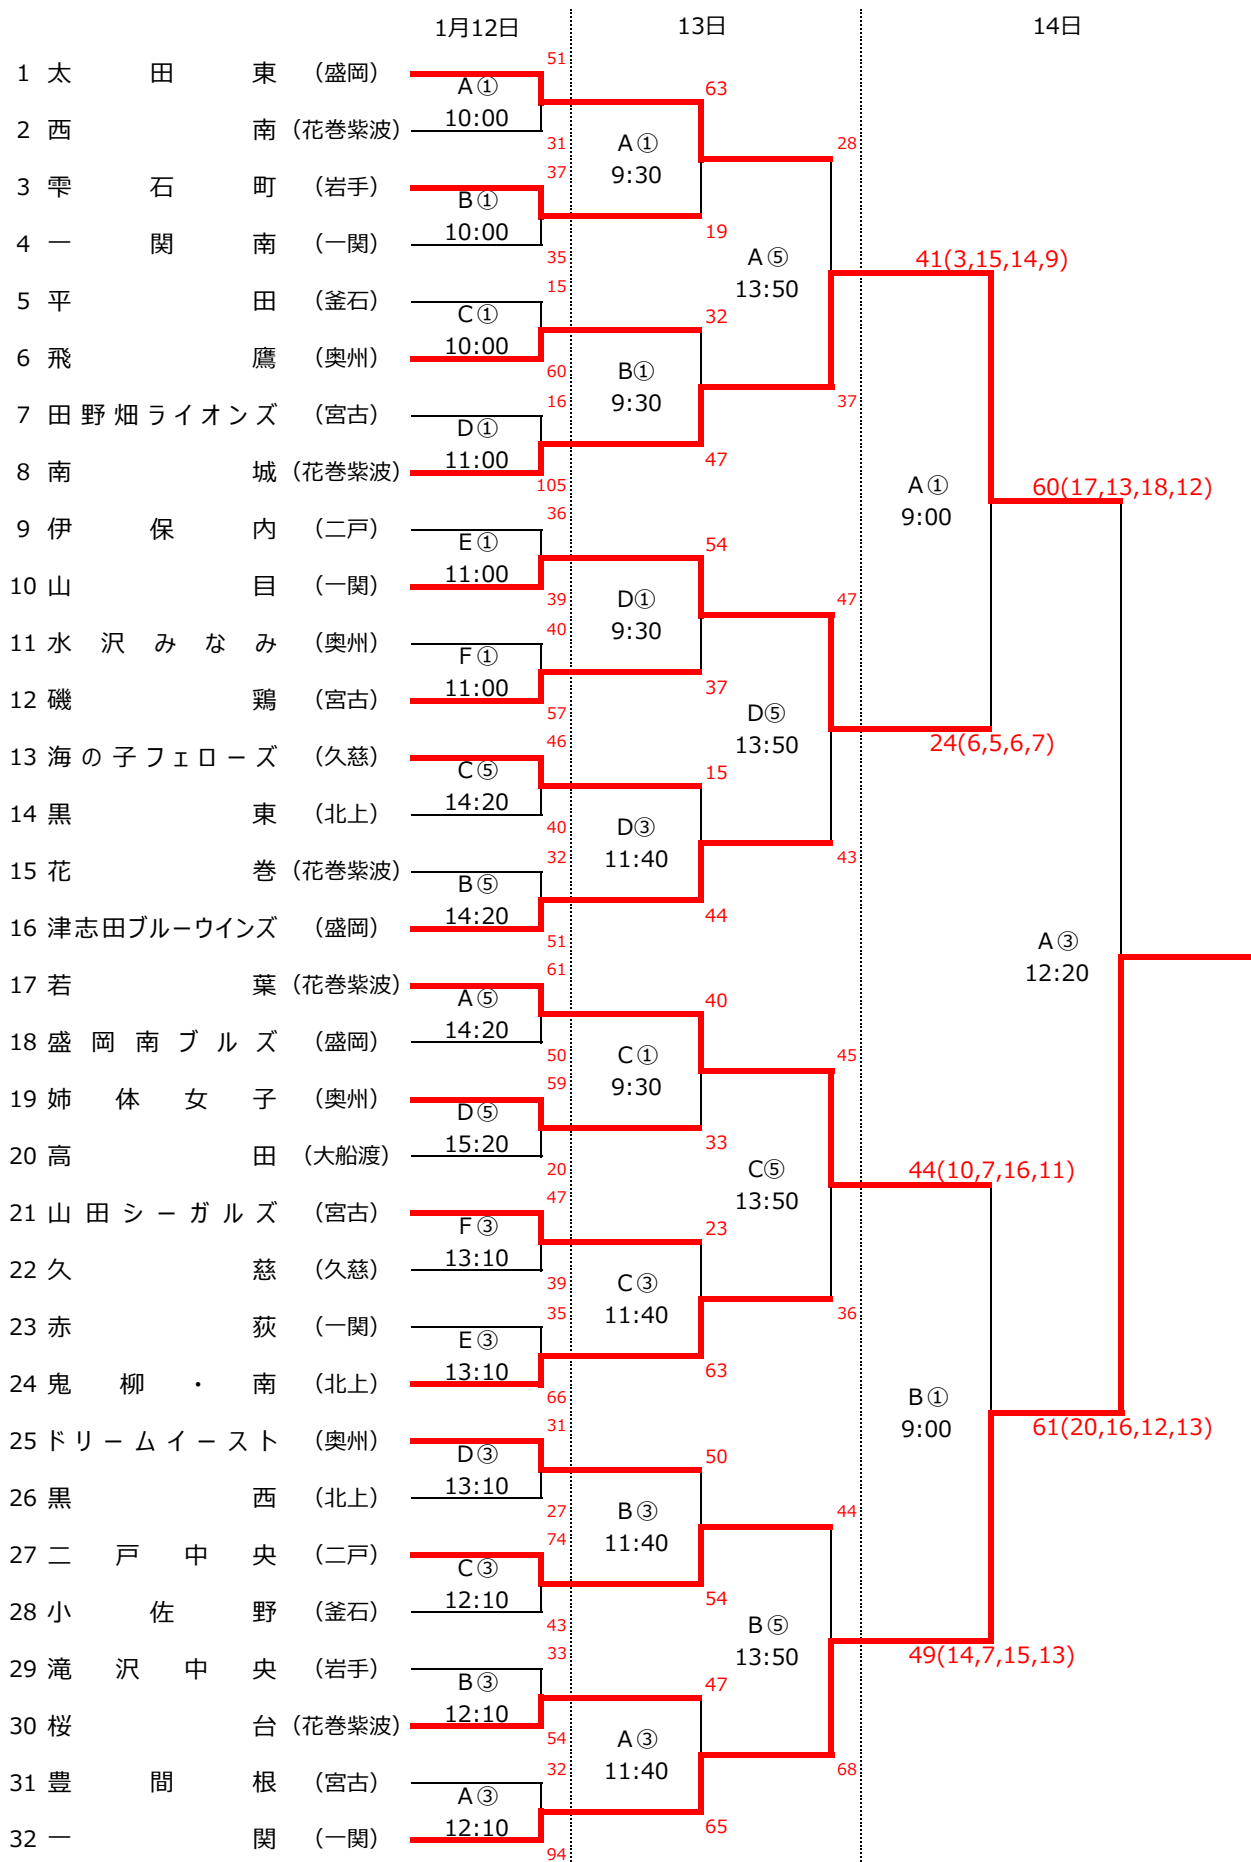 1月12日 13日 14日
51
1 太田東 （盛岡）
A① 63
10:00
2 西南 （花巻紫波）
31 A① 28
37 9:30
3 雫石町 （岩手）
B①
10:00 19
4 一関南 （一関）
35 A⑤ 41(3,15,14,9)
15 13:50
5 平田 （釜石）
C① 32
10:00
6 飛鷹 （奥州）
60 B①
16 9:30 37
7 田野畑ライオンズ （宮古）
D①
11:00 47
8 南城 （花巻紫波）
105 A① 60(17,13,18,12)
36 9:00
9 伊保内 （二戸）
E① 54
11:00
10 山目 （一関）
39 D① 47
40 9:30
11 水沢みなみ （奥州）
F①
11:00 37
12 磯鶏 （宮古）
57 D⑤
46 13:50 24(6,5,6,7)
13 海の子フェローズ （久慈）
C⑤ 15
14:20
14 黒東 （北上）
40 D③
32 11:40 43
15 花巻 （花巻紫波）
B⑤
14:20 44
16 津志田ブルーウインズ （盛岡）
51 A③
61 12:20
17 若葉 （花巻紫波）
A⑤ 40
14:20
18 盛岡南ブルズ （盛岡）
50 C① 45
59 9:30
19 姉体女子 （奥州）
D⑤
15:20 33
20 高田 （大船渡）
20 C⑤ 44(10,7,16,11)
47 13:50
21 山田シーガルズ （宮古）
F③ 23
13:10
22 久慈 （久慈）
39 C③
35 11:40 36
23 赤荻 （一関）
E③
13:10 63
24 鬼柳・南 （北上）
66 B①
31 9:00 61(20,16,12,13)
25 ドリームイースト （奥州）
D③ 50
13:10
26 黒西 （北上）
27 B③ 44
74 11:40
27 二戸中央 （二戸）
C③
12:10 54
28 小佐野 （釜石）
43 B⑤
33 13:50 49(14,7,15,13)
29 滝沢中央 （岩手）
B③ 47
12:10
30 桜台 （花巻紫波）
54 A③
32 11:40 68
31 豊間根 （宮古）
A③
12:10 65
32 一関 （一関）
94